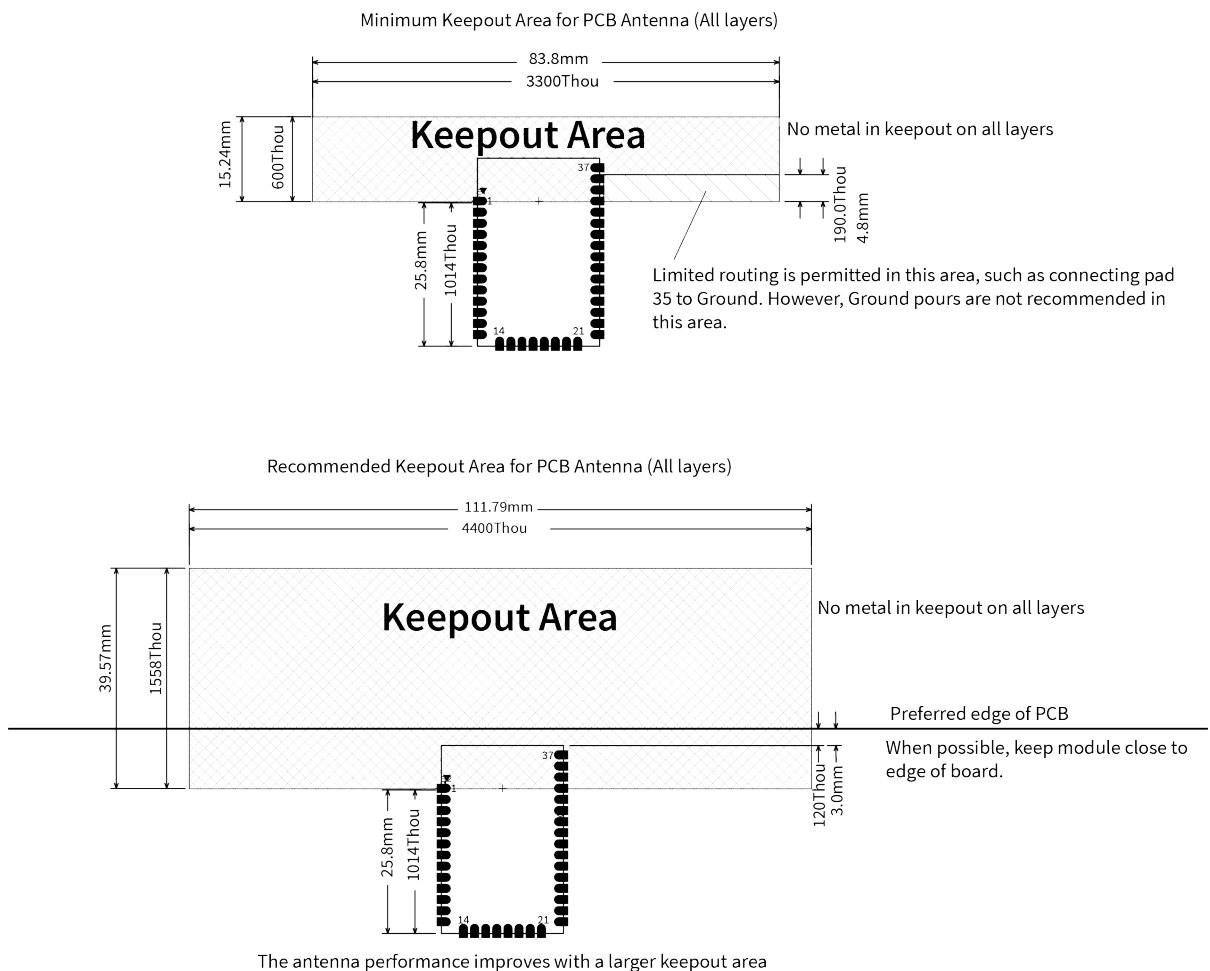 Minimum Keepout Area for PCB Antenna (All layers)
83.8mm
3300Thou
Keepout Area
No metal in keepout on all layers
15.24mm
600Thou
37
1
190.0Thou
4.8mm
25.8mm
1014Thou
Limited routing is permitted in this area, such as connecting pad
35 to Ground. However, Ground pours are not recommended in
this area.
14
21
Recommended Keepout Area for PCB Antenna (All layers)
111.79mm
4400Thou
Keepout Area
No metal in keepout on all layers
39.57mm
1558Thou
Preferred edge of PCB
When possible, keep module close to
edge of board.
37
1
120Thou
3.0mm
25.8mm
1014Thou
14
21
The antenna performance improves with a larger keepout area